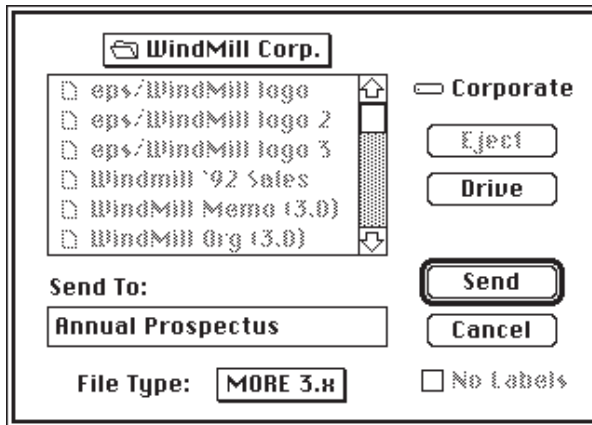 WindMill Corp.
eps/WindMill logo
eps/WindMill logo 2
eps/WindMill logo 3
Windmill '92 Sales
WindMill Memo (3.0)
WindMill Org (3.0)
Corporate
Eject
Drive
Send To:
Annual Prospectus
Send
Cancel
File Type: MORE 3.x
No Labels